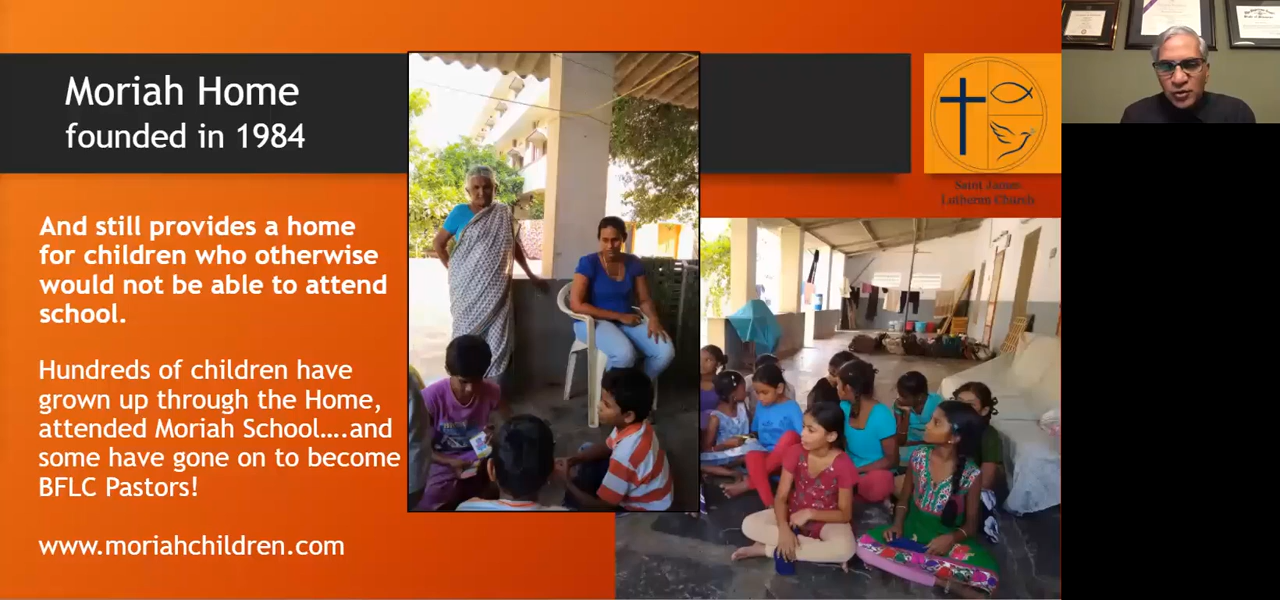 Moriah Home
founded in 1984
Saint James
Lutheran Church
And still provides a home
for children who otherwise
would not be able to attend
school.
Hundreds of children have
grown up through the Home,
attended Moriah School….and
some have gone on to become
BFLC Pastors!
www.moriahchildren.com